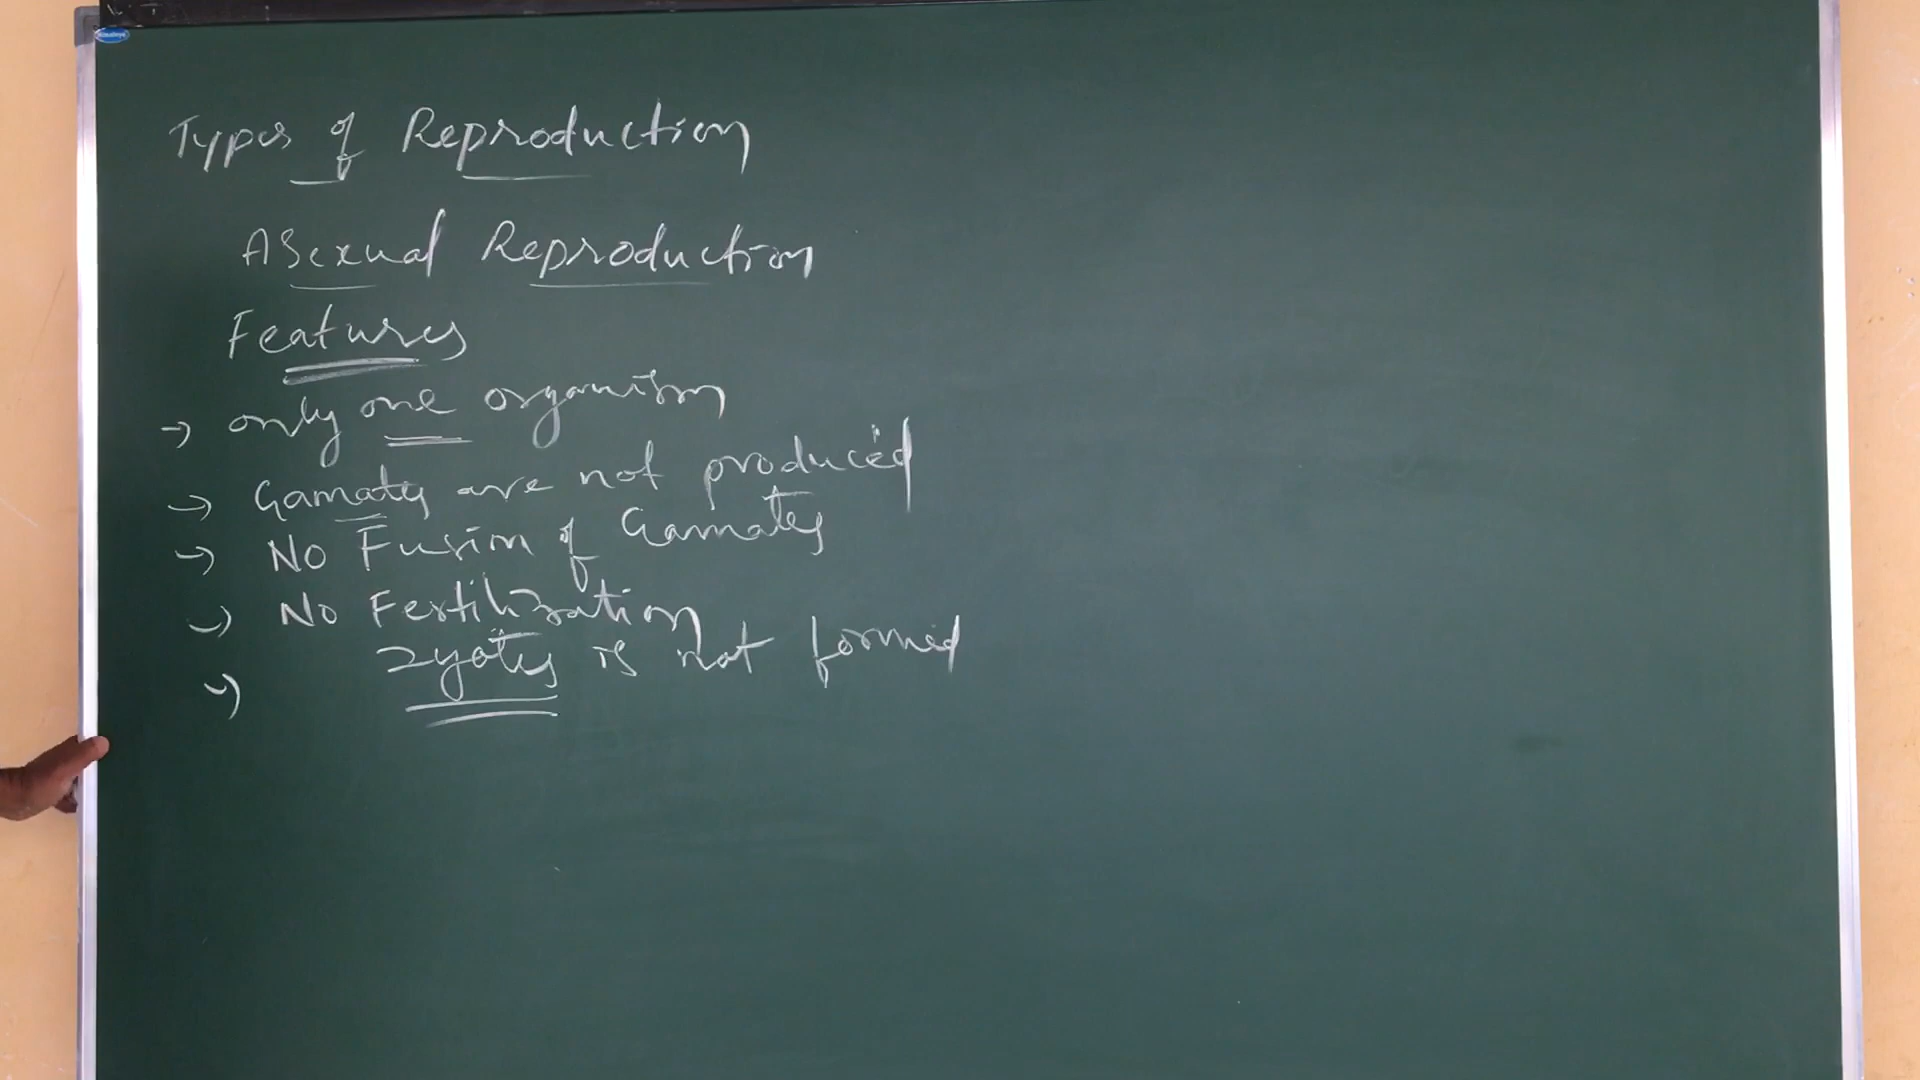 Types of Reproduction
Asexual Reproduction
Features
→ only one organism
→ Gamates are not produced
→ No Fusion of Gamates
→ No Fertilization
→ zyotes is not formed